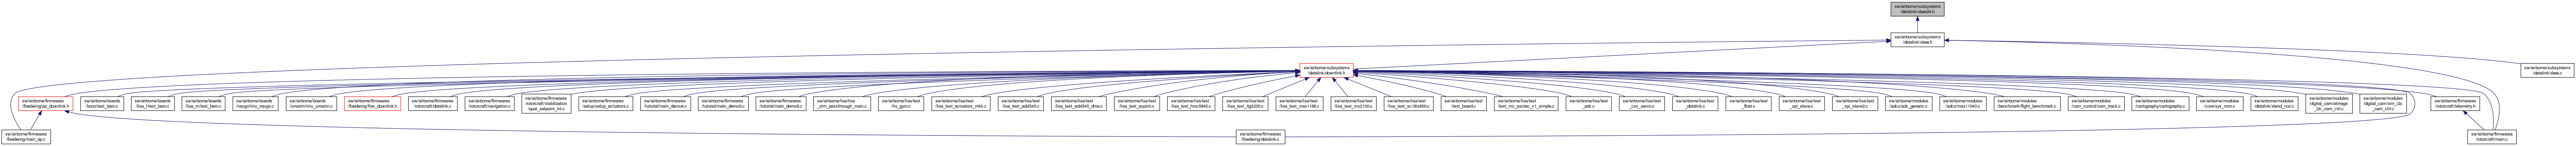 sw/airborne/subsystems
/datalink/xbee24.h
sw/airborne/subsystems
/datalink/xbee.h
sw/airborne/subsystems
/datalink/downlink.h
sw/airborne/subsystems
/datalink/xbee.c
sw/airborne/firmwares
/fixedwing/ap_downlink.h
sw/airborne/boards
/booz/test_baro.c
sw/airborne/boards
/lisa_l/test_baro.c
sw/airborne/boards
/lisa_m/test_baro.c
sw/airborne/boards
/navgo/imu_navgo.c
sw/airborne/boards
/umarim/imu_umarim.c
sw/airborne/firmwares
/fixedwing/fbw_downlink.h
sw/airborne/firmwares
/rotorcraft/datalink.c
sw/airborne/firmwares
/rotorcraft/navigation.c
sw/airborne/firmwares
/rotorcraft/stabilization
/quat_setpoint_int.c
sw/airborne/firmwares
/setup/setup_actuators.c
sw/airborne/firmwares
/tutorial/main_demo4.c
sw/airborne/firmwares
/tutorial/main_demo5.c
sw/airborne/firmwares
/tutorial/main_demo6.c
sw/airborne/lisa/lisa
_stm_passthrough_main.c
sw/airborne/lisa/test
/hs_gyro.c
sw/airborne/lisa/test
/lisa_test_actuators_mkk.c
sw/airborne/lisa/test
/lisa_test_adxl345.c
sw/airborne/lisa/test
/lisa_test_adxl345_dma.c
sw/airborne/lisa/test
/lisa_test_aspirin.c
sw/airborne/lisa/test
/lisa_test_hmc5843.c
sw/airborne/lisa/test
/lisa_test_itg3200.c
sw/airborne/lisa/test
/lisa_test_max1168.c
sw/airborne/lisa/test
/lisa_test_ms2100.c
sw/airborne/lisa/test
/lisa_test_sc18is600.c
sw/airborne/lisa/test
/test_board.c
sw/airborne/lisa/test
/test_mc_asctec_v1_simple.c
sw/airborne/lisa/test
_adc.c
sw/airborne/lisa/test
_csc_servo.c
sw/airborne/lisa/test
_datalink.c
sw/airborne/lisa/test
_float.c
sw/airborne/lisa/test
_spi_slave.c
sw/airborne/lisa/test
_spi_slave2.c
sw/airborne/modules
/adcs/adc_generic.c
sw/airborne/modules
/adcs/max11040.c
sw/airborne/modules
/benchmark/flight_benchmark.c
sw/airborne/modules
/cam_control/cam_track.c
sw/airborne/modules
/cartography/cartography.c
sw/airborne/modules
/core/sys_mon.c
sw/airborne/modules
/datalink/xtend_rssi.c
sw/airborne/modules
/digital_cam/atmega
_i2c_cam_ctrl.c
sw/airborne/modules
/digital_cam/sim_i2c
_cam_ctrl.c
sw/airborne/firmwares
/rotorcraft/telemetry.h
sw/airborne/firmwares
/fixedwing/main_ap.c
sw/airborne/firmwares
/fixedwing/datalink.c
sw/airborne/firmwares
/rotorcraft/main.c